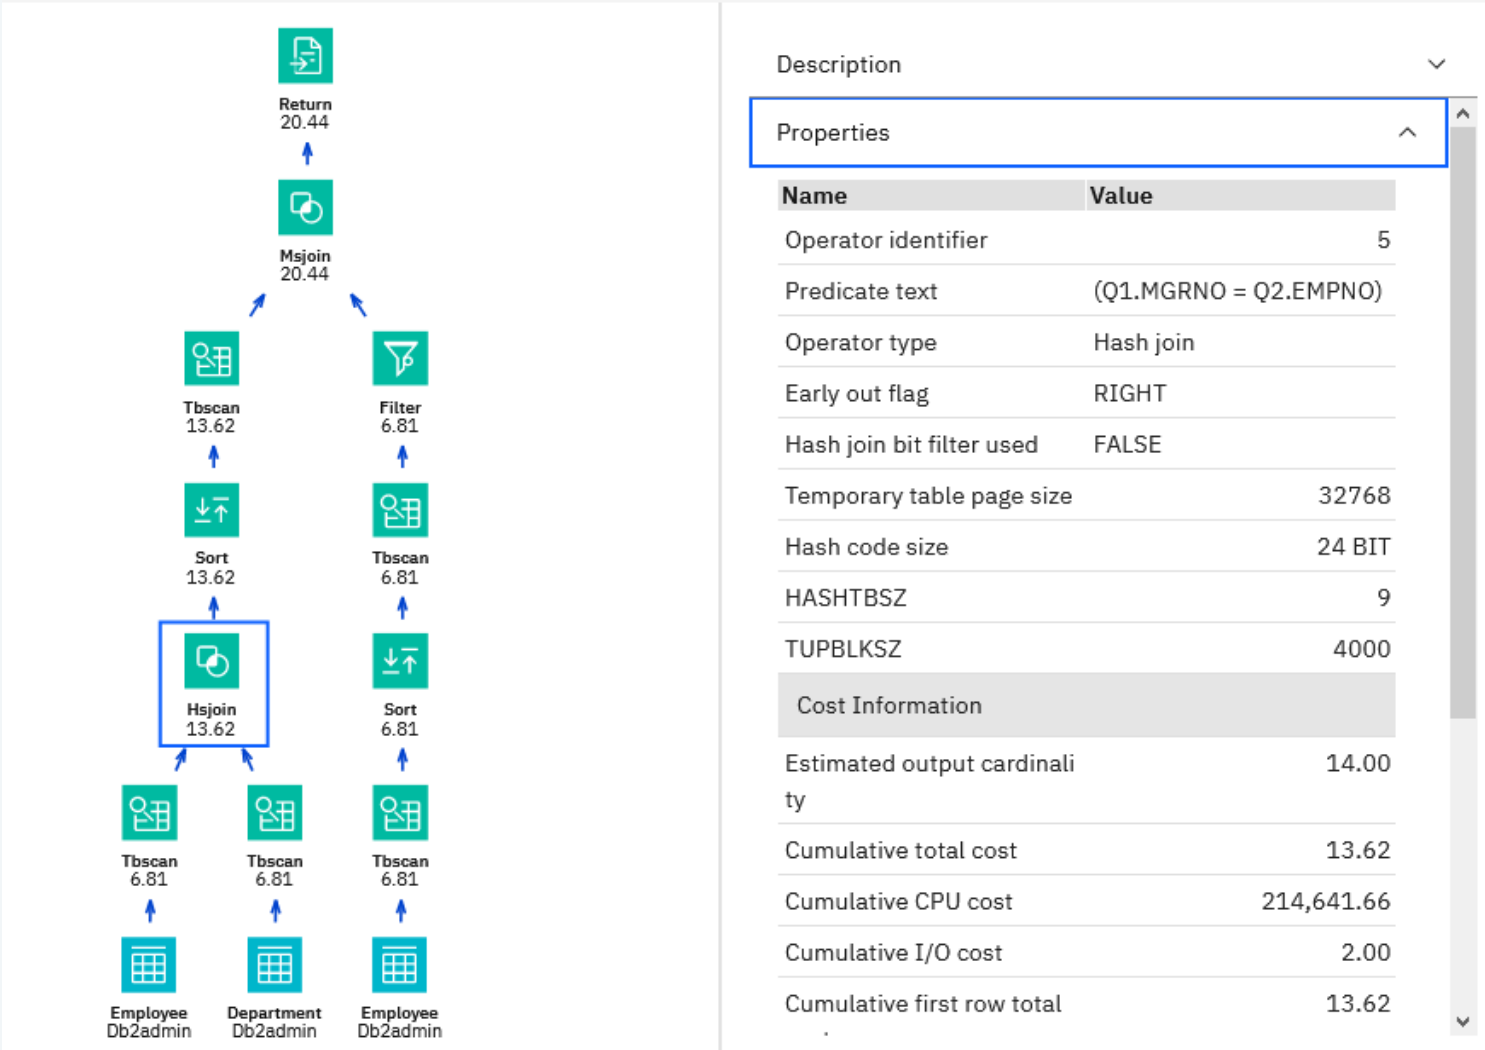 Return
20.44
Msjoin
20.44
Tbscan
13.62
Filter
6.81
Sort
13.62
Tbscan
6.81
Hsjoin
13.62
Sort
6.81
Tbscan
6.81
Tbscan
6.81
Tbscan
6.81
Employee
Db2admin
Department
Db2admin
Employee
Db2admin
Description
Properties
Name Value
Operator identifier 5
Predicate text (Q1.MGRNO = Q2.EMPNO)
Operator type Hash join
Early out flag RIGHT
Hash join bit filter used FALSE
Temporary table page size 32768
Hash code size 24 BIT
HASHTBSZ 9
TUPBLKSZ 4000
Cost Information
Estimated output cardinali 14.00
ty
Cumulative total cost 13.62
Cumulative CPU cost 214,641.66
Cumulative I/O cost 2.00
Cumulative first row total 13.62